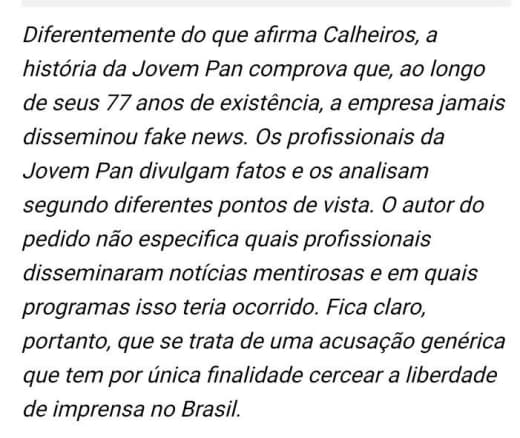 Diferentemente do que afirma Calheiros, a
história da Jovem Pan comprova que, ao longo
de seus 77 anos de existência, a empresa jamais
disseminou fake news. Os profissionais da
Jovem Pan divulgam fatos e os analisam
segundo diferentes pontos de vista. O autor do
pedido não especifica quais profissionais
disseminaram notícias mentirosas e em quais
programas isso teria ocorrido. Fica claro,
portanto, que se trata de uma acusação genérica
que tem por única finalidade cercear a liberdade
de imprensa no Brasil.